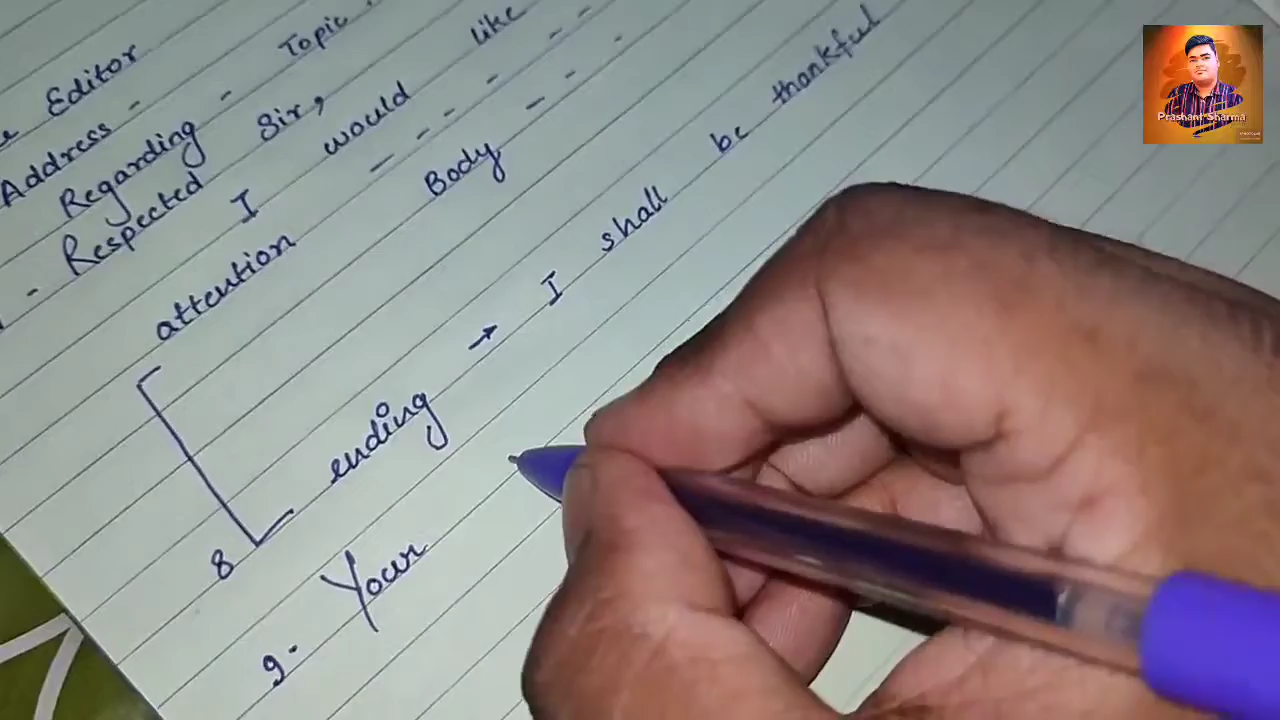 Editor
Address -
Regarding - Topic
- Respected Sir,
I would like
attention - - - - -
Body - - -
8 ending → I shall be thankful
9. Your
Prashant Sharma